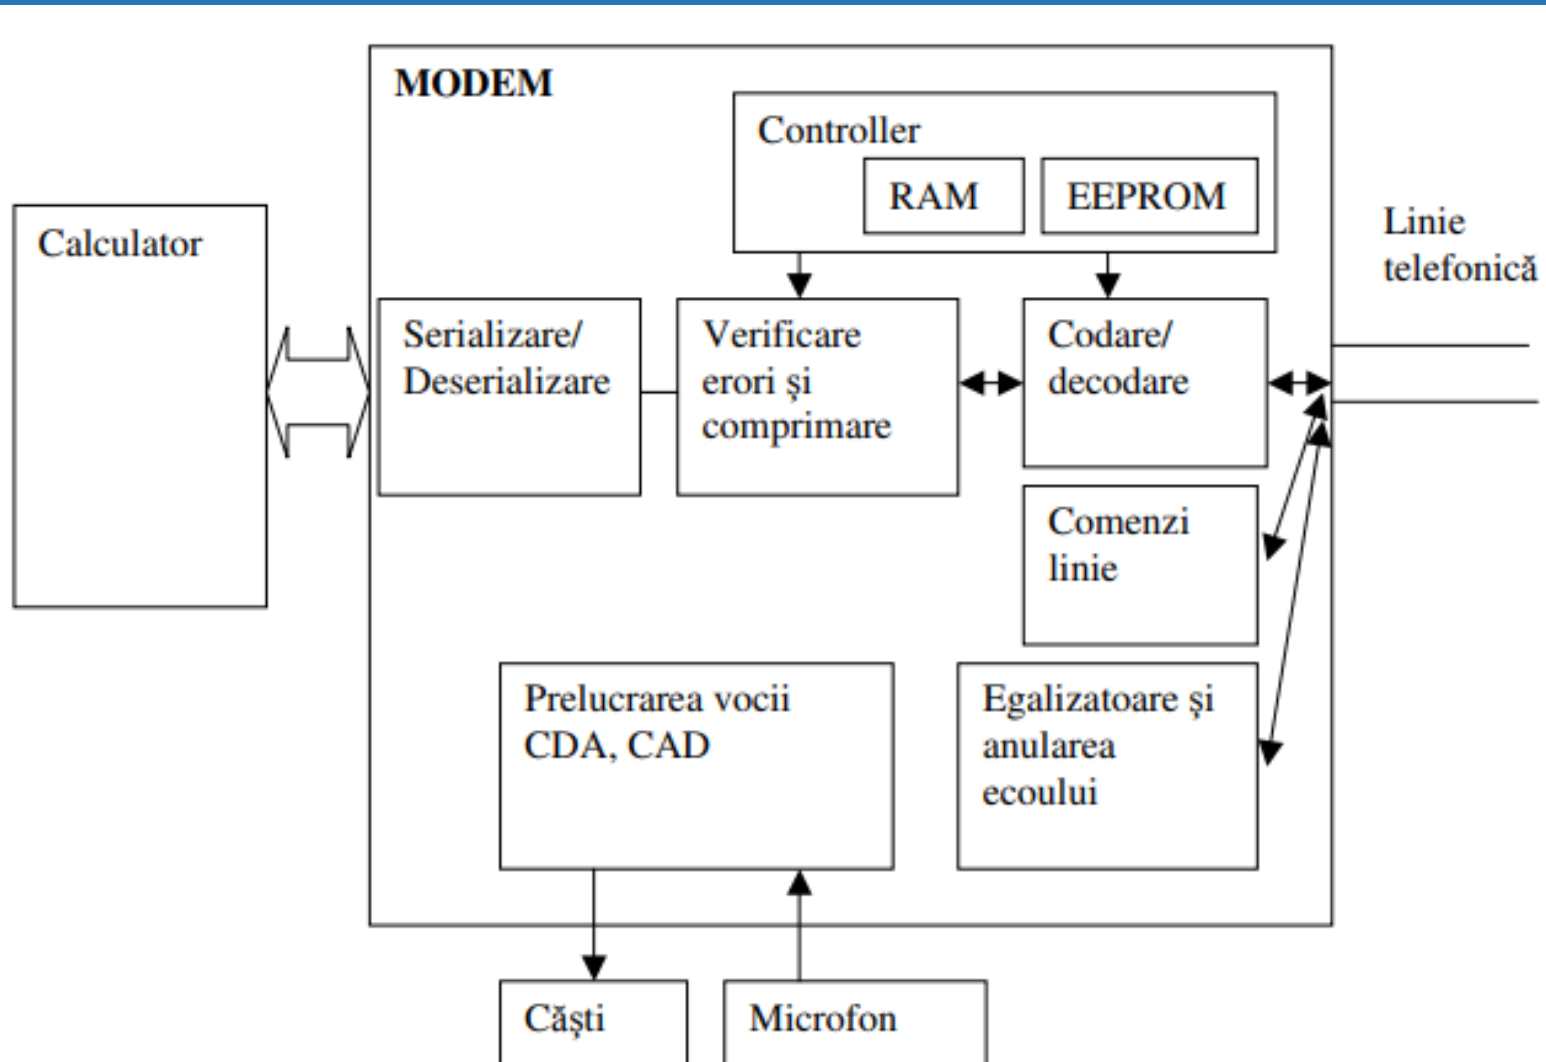 MODEM
Controller
RAM
EEPROM
Linie
telefonică
Calculator
Serializare/
Deserializare
Verificare
erori și
comprimare
Codare/
decodare
Comenzi
linie
Prelucrarea vocii
CDA, CAD
Egalizatoare și
anularea
ecoului
Căști
Microfon